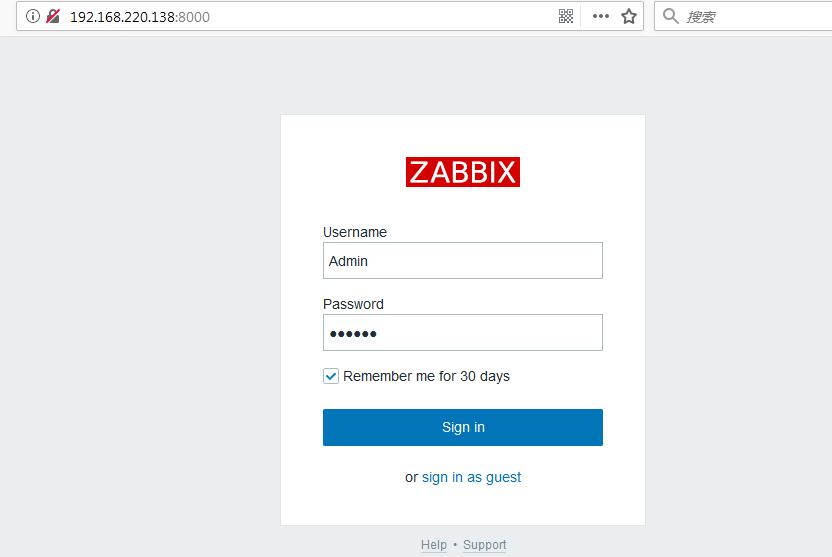 192.168.220.138:8000
搜索
ZABBIX
Username
Admin
Password
••••••
Remember me for 30 days
Sign in
or sign in as guest
Help • Support